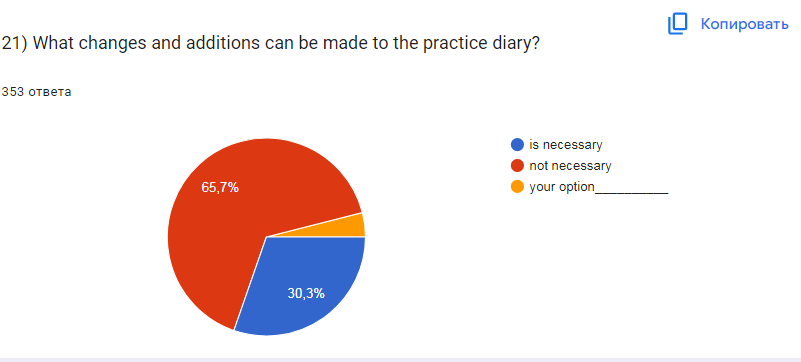 Копировать
21) What changes and additions can be made to the practice diary?
353 ответа
is necessary
not necessary
your option__________
65,7%
30,3%